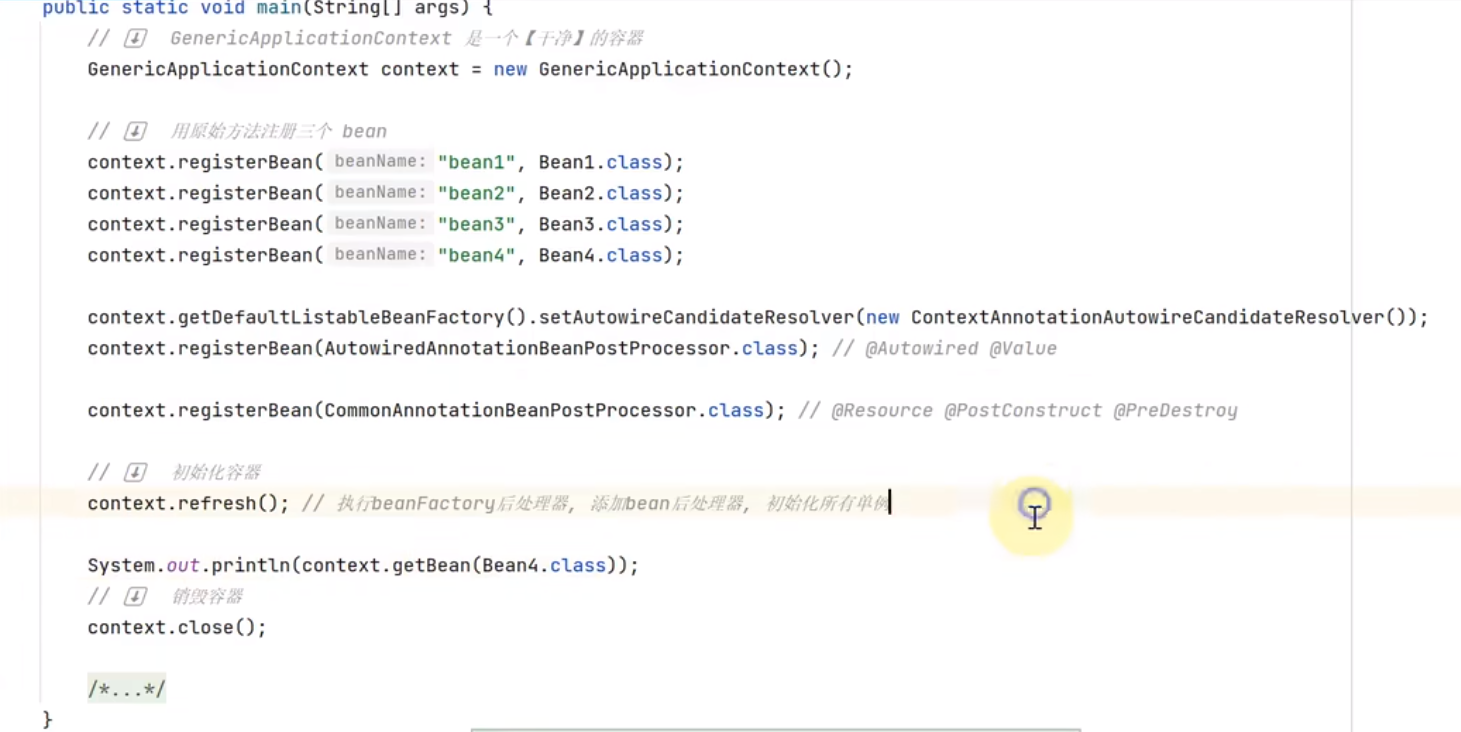 public static void main(String[] args) {
// ⬇ GenericApplicationContext 是一个【干净】的容器
GenericApplicationContext context = new GenericApplicationContext();
// ⬇ 用原始方法注册三个 bean
context.registerBean( beanName: "bean1", Bean1.class);
context.registerBean( beanName: "bean2", Bean2.class);
context.registerBean( beanName: "bean3", Bean3.class);
context.registerBean( beanName: "bean4", Bean4.class);
context.getDefaultListableBeanFactory().setAutowireCandidateResolver(new ContextAnnotationAutowireCandidateResolver());
context.registerBean(AutowiredAnnotationBeanPostProcessor.class); // @Autowired @Value
context.registerBean(CommonAnnotationBeanPostProcessor.class); // @Resource @PostConstruct @PreDestroy
// ⬇ 初始化容器
context.refresh(); // 执行beanFactory后处理器, 添加bean后处理器, 初始化所有单例
System.out.println(context.getBean(Bean4.class));
// ⬇ 销毁容器
context.close();
/*...*/
}